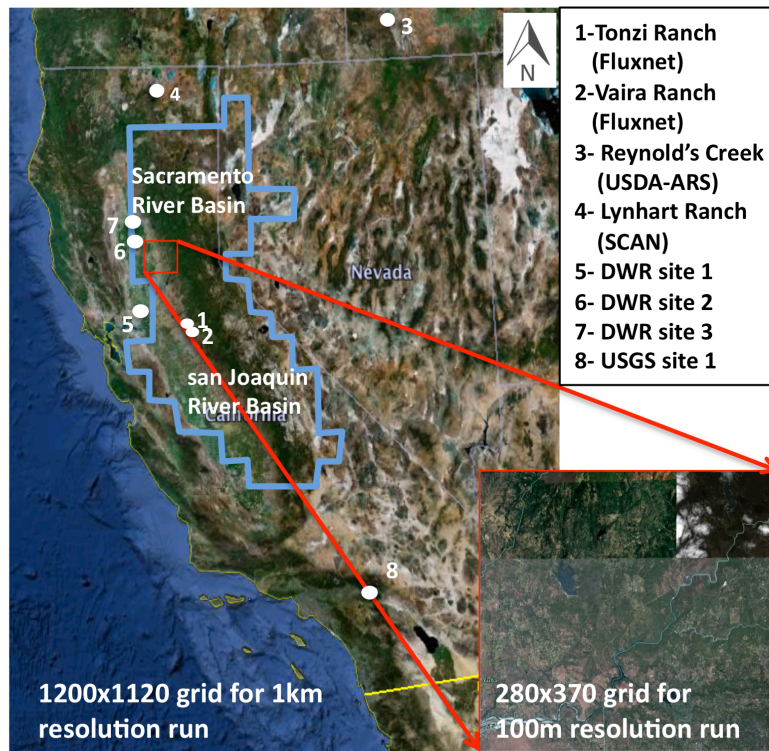 N
3
4
Sacramento
River Basin
7
6
Nevada
5
1
2
san Joaquin
River Basin
California
8
1200x1120 grid for 1km
resolution run
1-Tonzi Ranch
(Fluxnet)
2-Vaira Ranch
(Fluxnet)
3- Reynold’s Creek
(USDA-ARS)
4- Lynhart Ranch
(SCAN)
5- DWR site 1
6- DWR site 2
7- DWR site 3
8- USGS site 1
280x370 grid for
100m resolution run